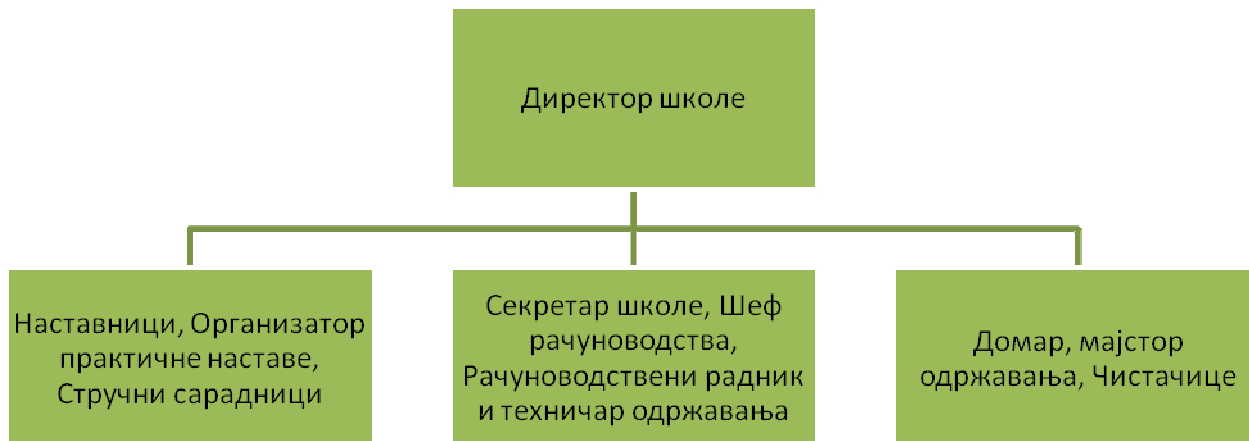 Директор школе
Наставници, Организатор
практичне наставе,
Стручни сарадници
Секретар школе, Шеф
рачуноводства,
Рачуноводствени радник
и техничар одржавања
Домар, мајстор
одржавања, Чистачице